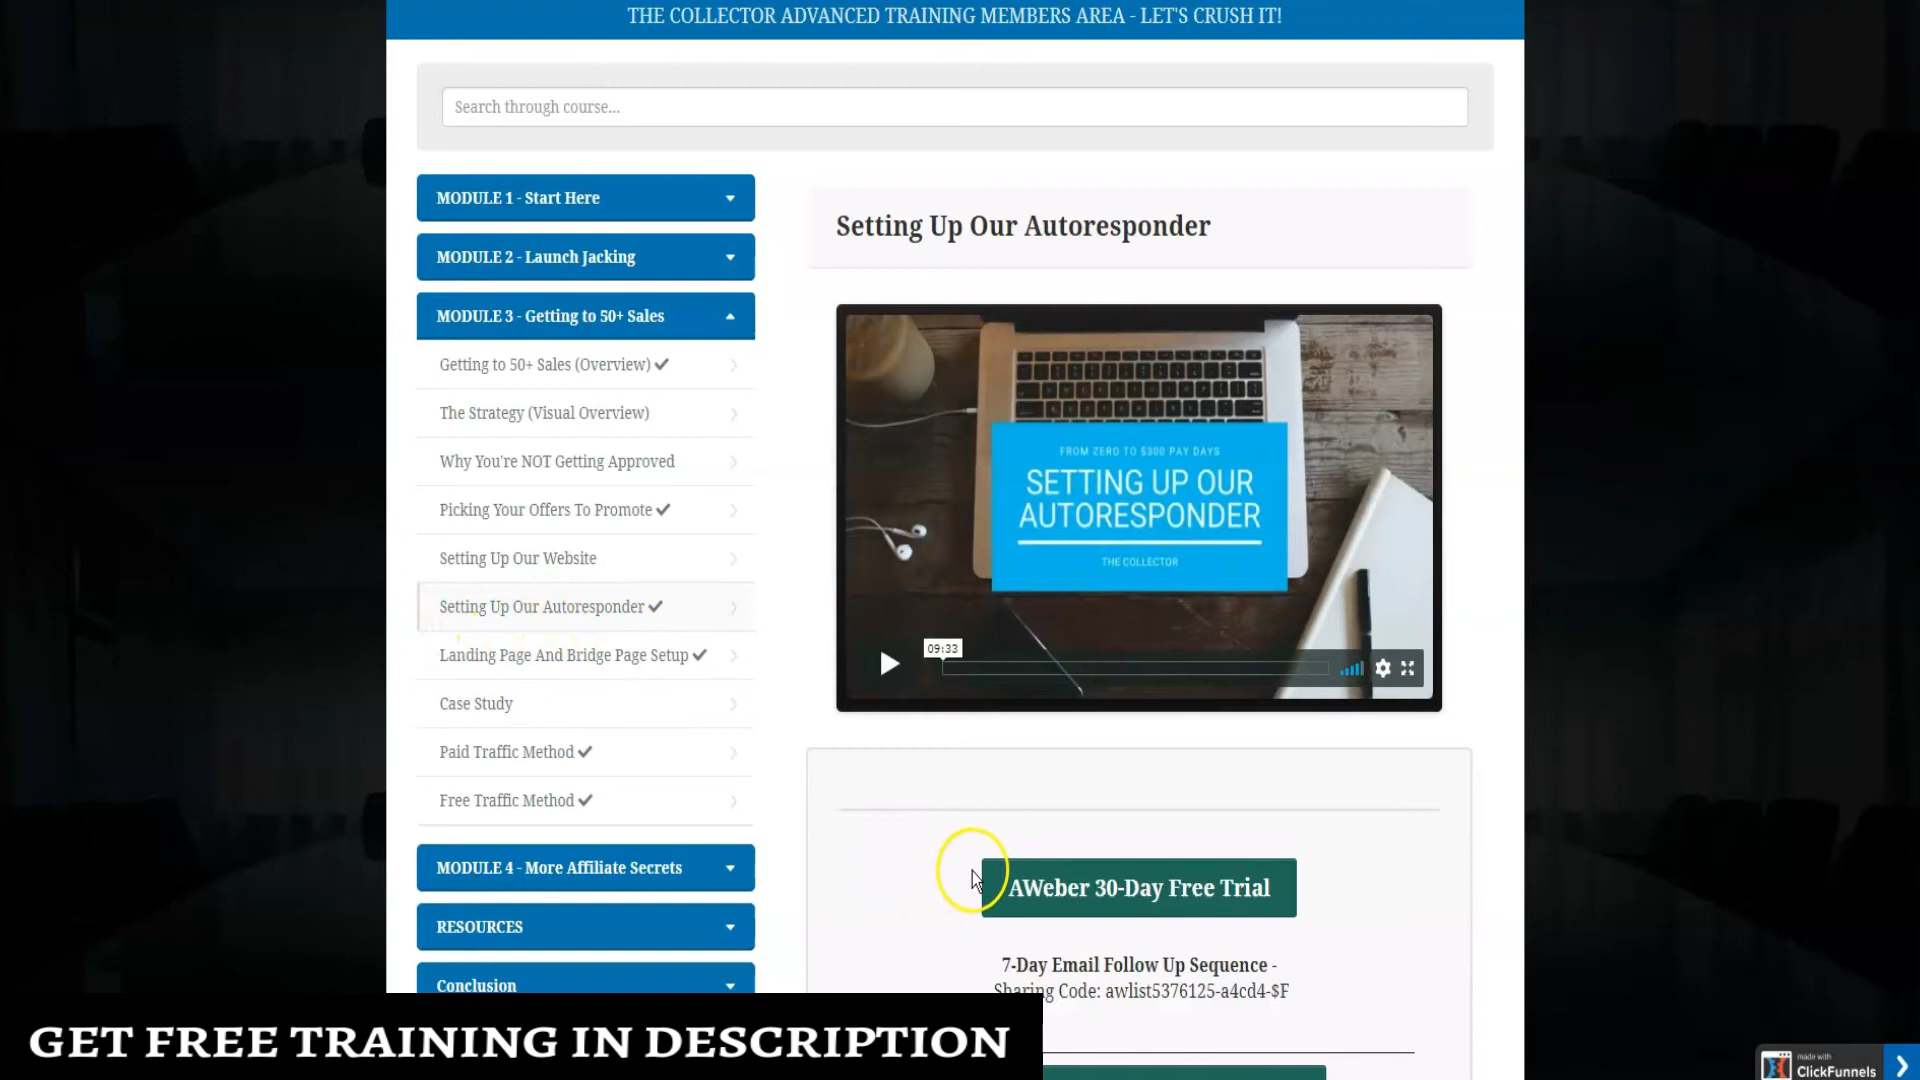 THE COLLECTOR ADVANCED TRAINING MEMBERS AREA - LET'S CRUSH IT!
Search through course...
MODULE 1 - Start Here
MODULE 2 - Launch Jacking
MODULE 3 - Getting to 50+ Sales
Getting to 50+ Sales (Overview)
The Strategy (Visual Overview)
Why You're NOT Getting Approved
Picking Your Offers To Promote
Setting Up Our Website
Setting Up Our Autoresponder
Landing Page And Bridge Page Setup
Case Study
Paid Traffic Method
Free Traffic Method
MODULE 4 - More Affiliate Secrets
RESOURCES
Conclusion
Setting Up Our Autoresponder
FROM ZERO TO $300 PAY DAYS
SETTING UP OUR
AUTORESPONDER
THE COLLECTOR
09:33
AWeber 30-Day Free Trial
7-Day Email Follow Up Sequence -
Sharing Code: awlist5376125-a4cd4-$F
GET FREE TRAINING IN DESCRIPTION
made with
ClickFunnels